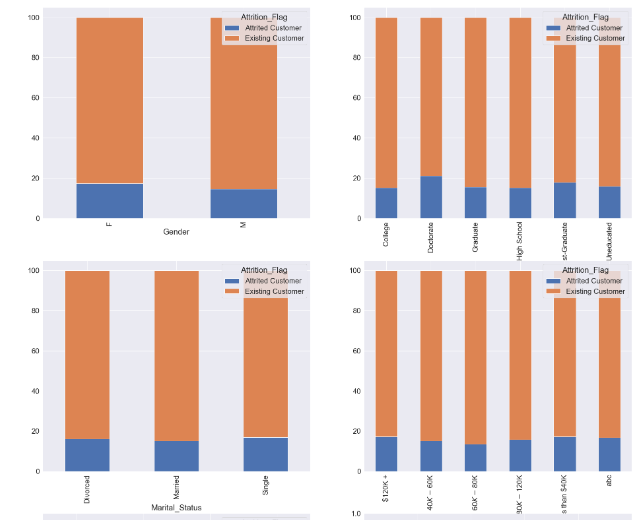 100
80
60
40
20
0
Attrition_Flag
Attrited Customer
Existing Customer
F
M
Gender
100
80
60
40
20
0
Attrition_Flag
Attrited Customer
Existing Customer
College
Doctorate
Graduate
High School
st-Graduate
Uneducated
100
80
60
40
20
0
Attrition_Flag
Attrited Customer
Existing Customer
Divorced
Married
Single
Marital_Status
100
80
60
40
20
0
Attrition_Flag
Attrited Customer
Existing Customer
$120K +
40K − 60K
60K − 80K
80K − 120K
s than $40K
abc
1.0